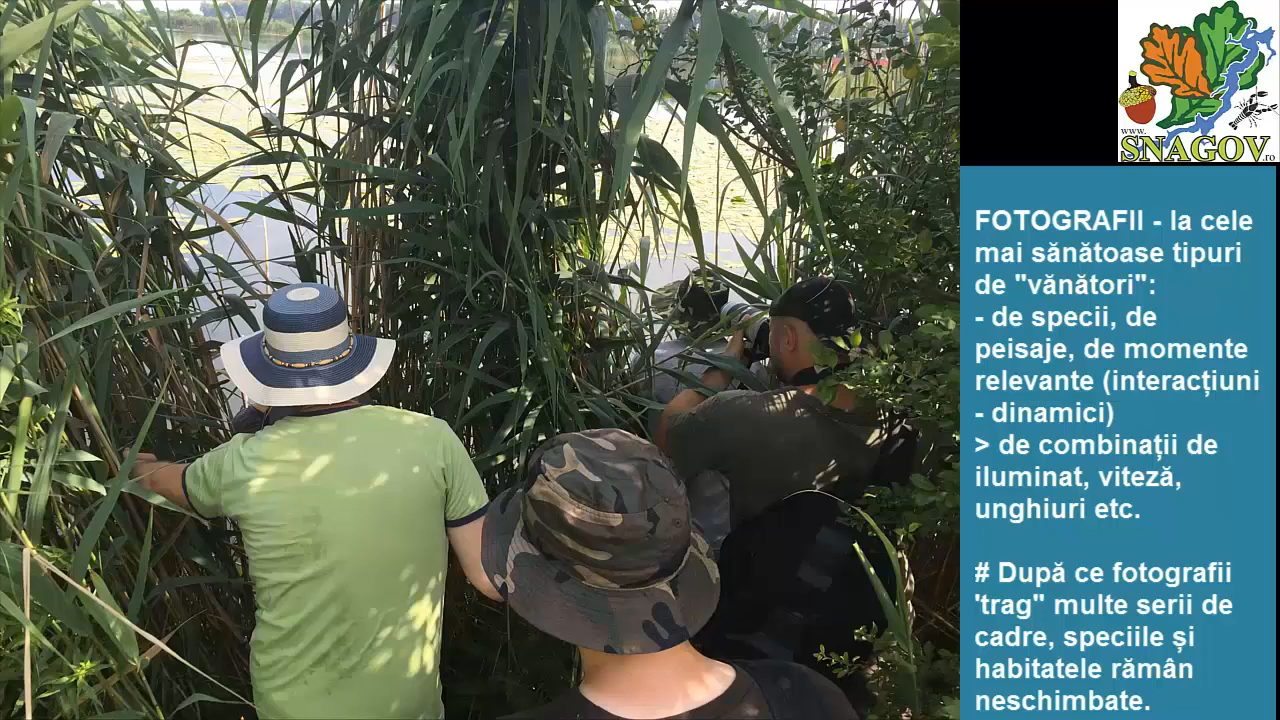 www.
SNAGOV.ro
FOTOGRAFII - la cele
mai sănătoase tipuri
de "vănători":
- de specii, de
peisaje, de momente
relevante (interacțiuni
- dinamici)
> de combinații de
iluminat, viteză,
unghiuri etc.
# După ce fotografii
'trag" multe serii de
cadre, speciile și
habitatele rămân
neschimbate.